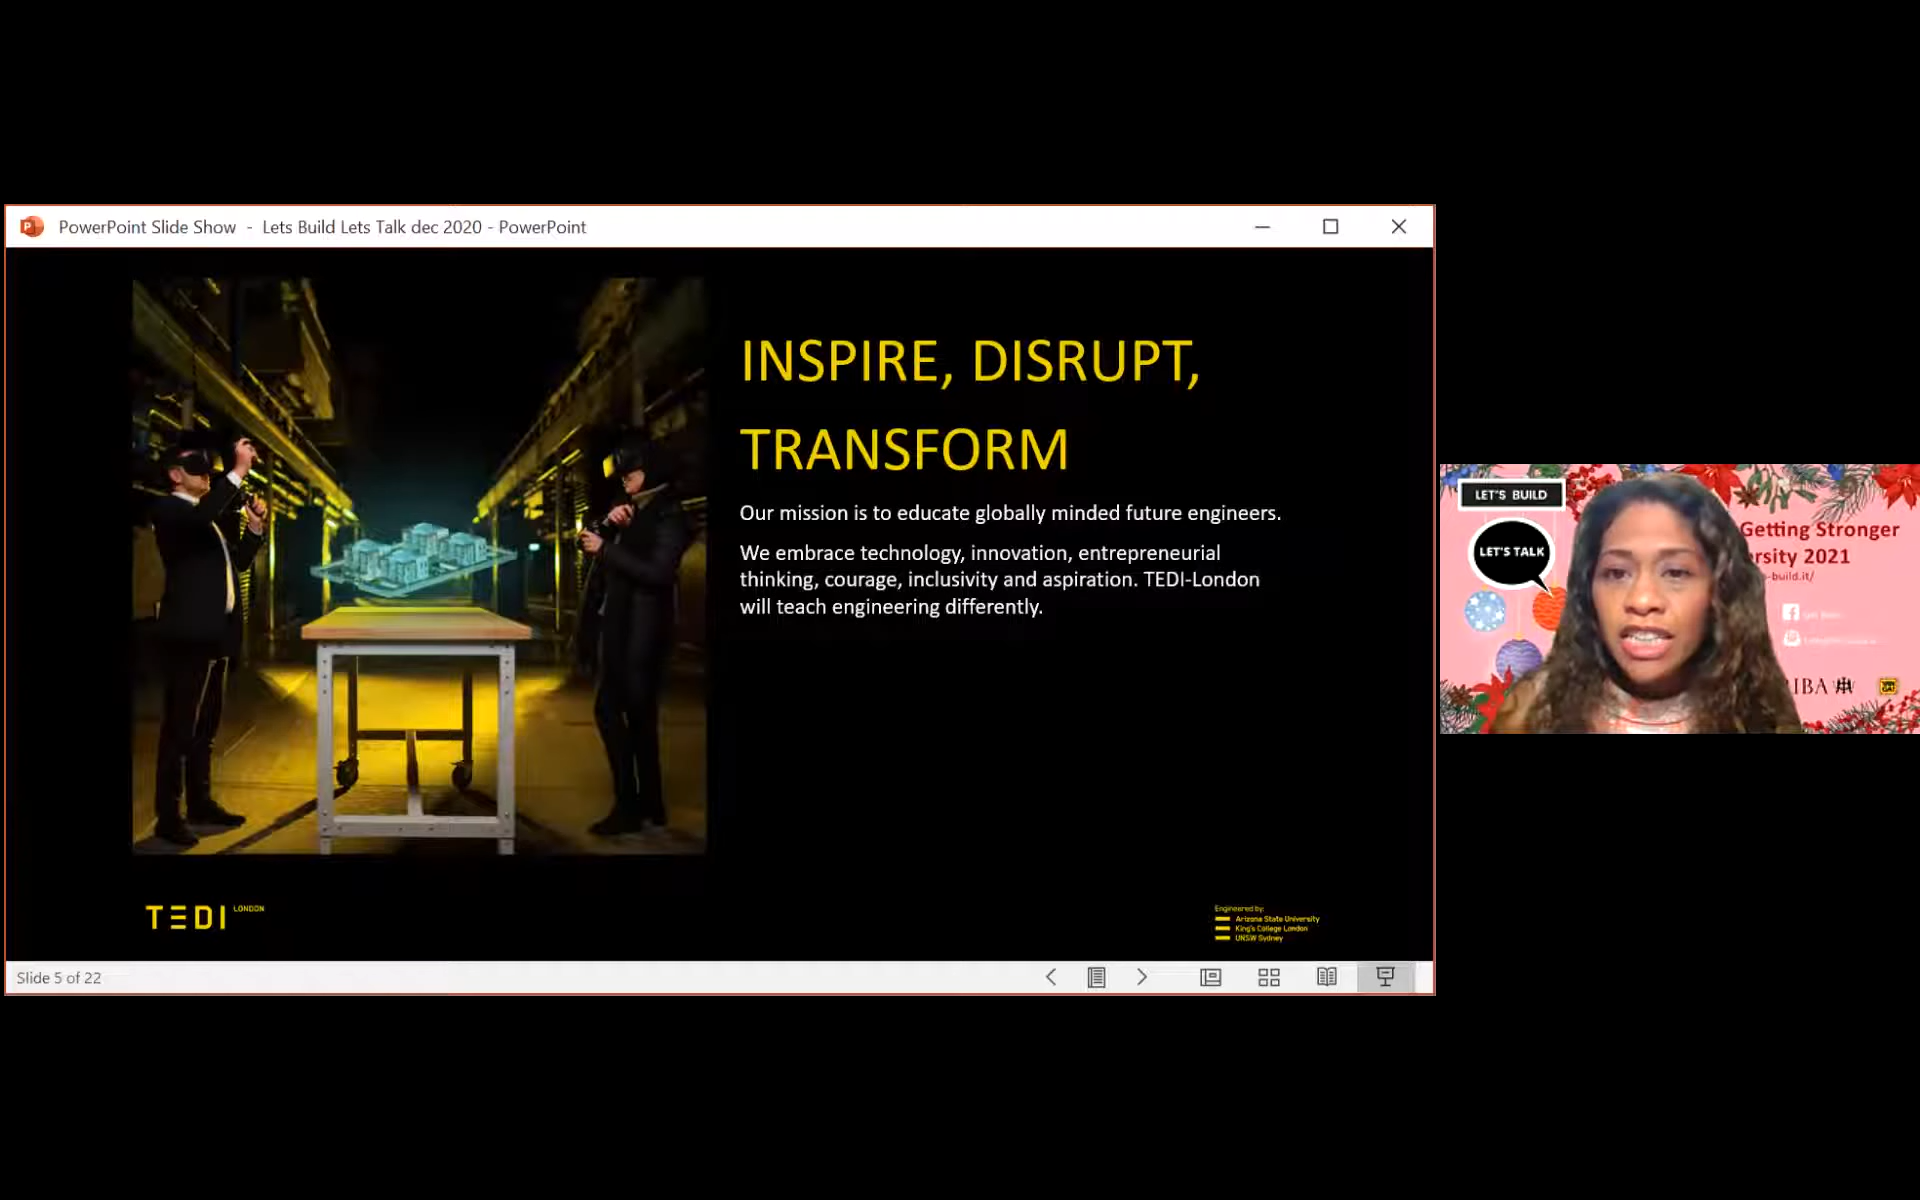 PowerPoint Slide Show - Lets Build Lets Talk dec 2020 - PowerPoint
INSPIRE, DISRUPT,
TRANSFORM
Our mission is to educate globally minded future engineers.
We embrace technology, innovation, entrepreneurial
thinking, courage, inclusivity and aspiration. TEDI-London
will teach engineering differently.
TEDI LONDON
Engineered by:
Arizona State University
King's College London
UNSW Sydney
Slide 5 of 22
LET'S BUILD
LET'S TALK
Getting Stronger
rsity 2021
s-build.it/
IBA